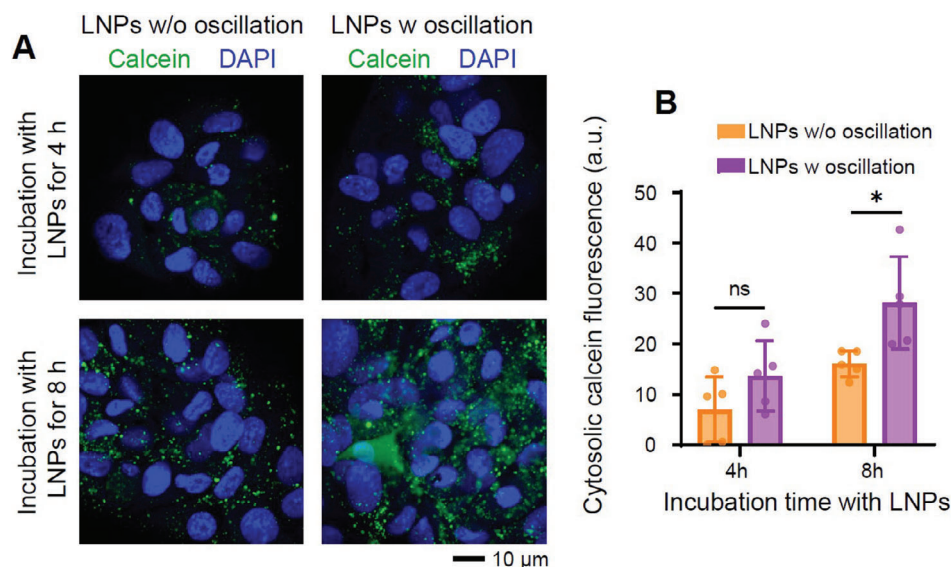 A
LNPs w/o oscillation
LNPs w oscillation
Calcein DAPI
Calcein DAPI
Incubation with
LNPs for 4 h
Incubation with
LNPs for 8 h
10 µm
B
LNPs w/o oscillation
LNPs w oscillation
Cytosolic calcein fluorescence (a.u.)
50
40
30
20
10
0
ns
*
4h
8h
Incubation time with LNPs